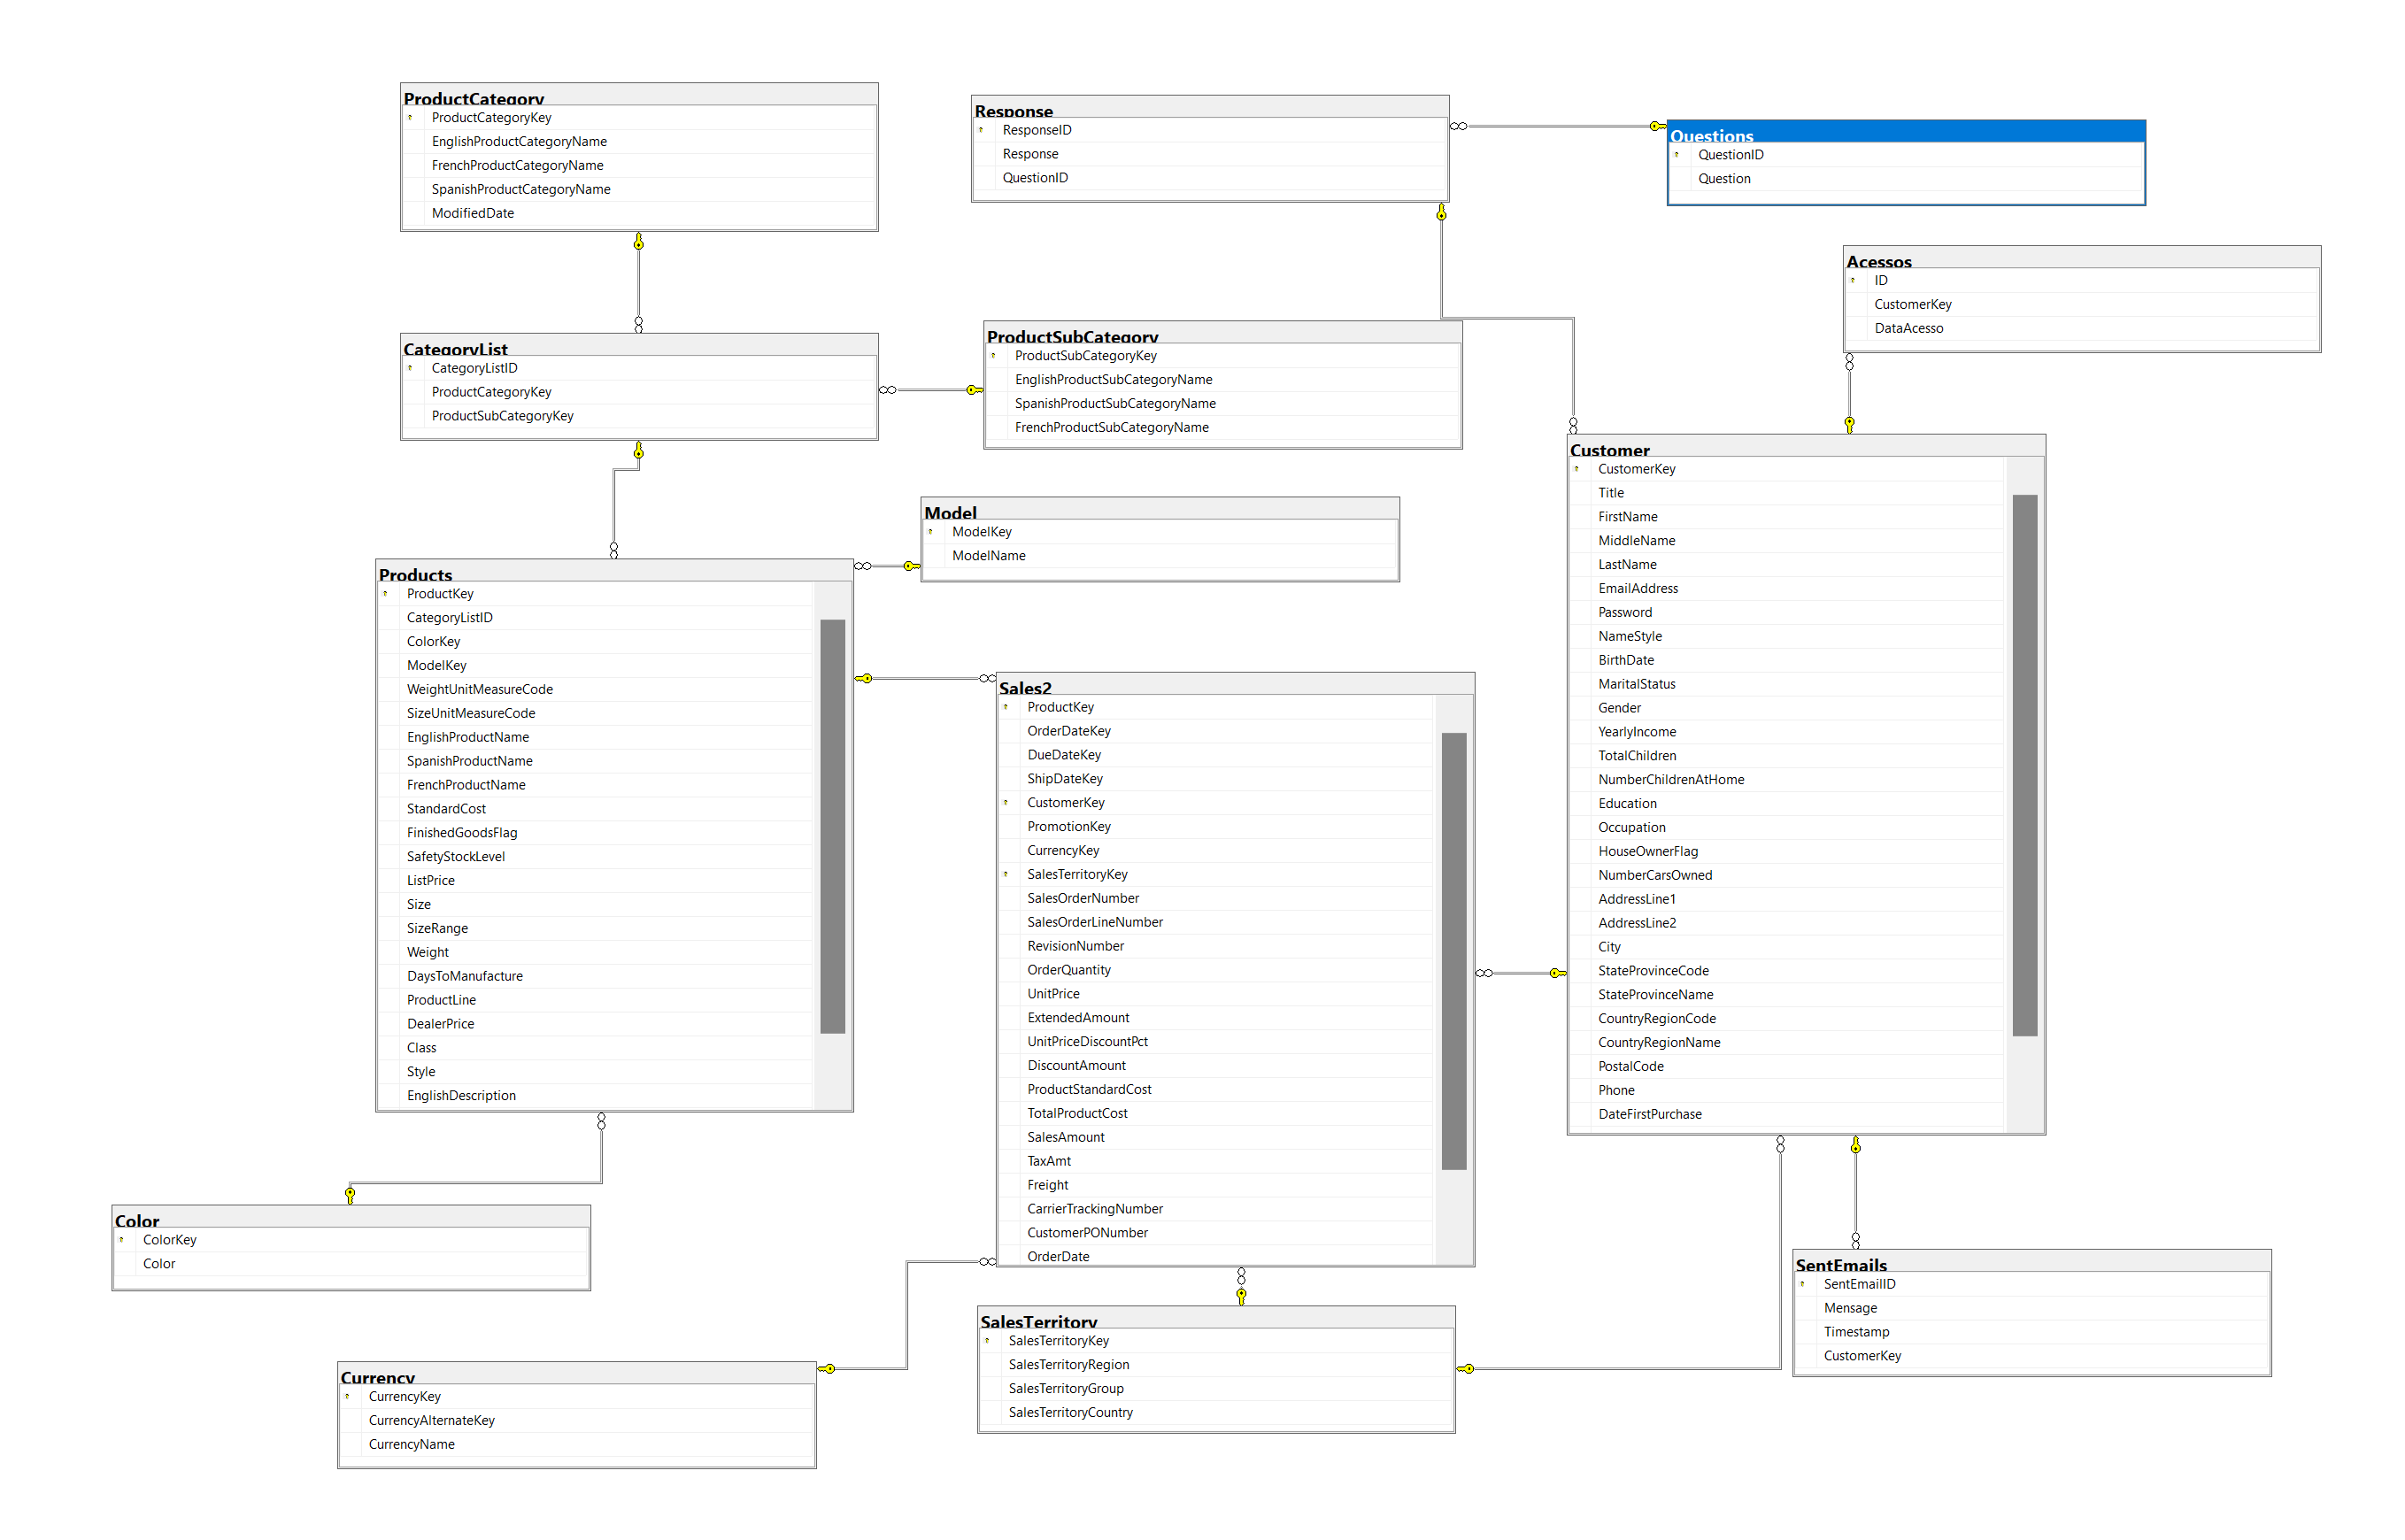 ProductCategory
ProductCategoryKey
EnglishProductCategoryName
FrenchProductCategoryName
SpanishProductCategoryName
ModifiedDate
Response
ResponseID
Response
QuestionID
Questions
QuestionID
Question
Acessos
ID
CustomerKey
DataAcesso
CategoryList
CategoryListID
ProductCategoryKey
ProductSubCategoryKey
ProductSubCategory
ProductSubCategoryKey
EnglishProductSubCategoryName
SpanishProductSubCategoryName
FrenchProductSubCategoryName
Customer
CustomerKey
Title
FirstName
MiddleName
LastName
EmailAddress
Password
NameStyle
BirthDate
MaritalStatus
Gender
YearlyIncome
TotalChildren
NumberChildrenAtHome
Education
Occupation
HouseOwnerFlag
NumberCarsOwned
AddressLine1
AddressLine2
City
StateProvinceCode
StateProvinceName
CountryRegionCode
CountryRegionName
PostalCode
Phone
DateFirstPurchase
Model
ModelKey
ModelName
Products
ProductKey
CategoryListID
ColorKey
ModelKey
WeightUnitMeasureCode
SizeUnitMeasureCode
EnglishProductName
SpanishProductName
FrenchProductName
StandardCost
FinishedGoodsFlag
SafetyStockLevel
ListPrice
Size
SizeRange
Weight
DaysToManufacture
ProductLine
DealerPrice
Class
Style
EnglishDescription
Sales2
ProductKey
OrderDateKey
DueDateKey
ShipDateKey
CustomerKey
PromotionKey
CurrencyKey
SalesTerritoryKey
SalesOrderNumber
SalesOrderLineNumber
RevisionNumber
OrderQuantity
UnitPrice
ExtendedAmount
UnitPriceDiscountPct
DiscountAmount
ProductStandardCost
TotalProductCost
SalesAmount
TaxAmt
Freight
CarrierTrackingNumber
CustomerPONumber
OrderDate
Color
ColorKey
Color
SentEmails
SentEmailID
Mensage
Timestamp
CustomerKey
SalesTerritory
SalesTerritoryKey
SalesTerritoryRegion
SalesTerritoryGroup
SalesTerritoryCountry
Currency
CurrencyKey
CurrencyAlternateKey
CurrencyName